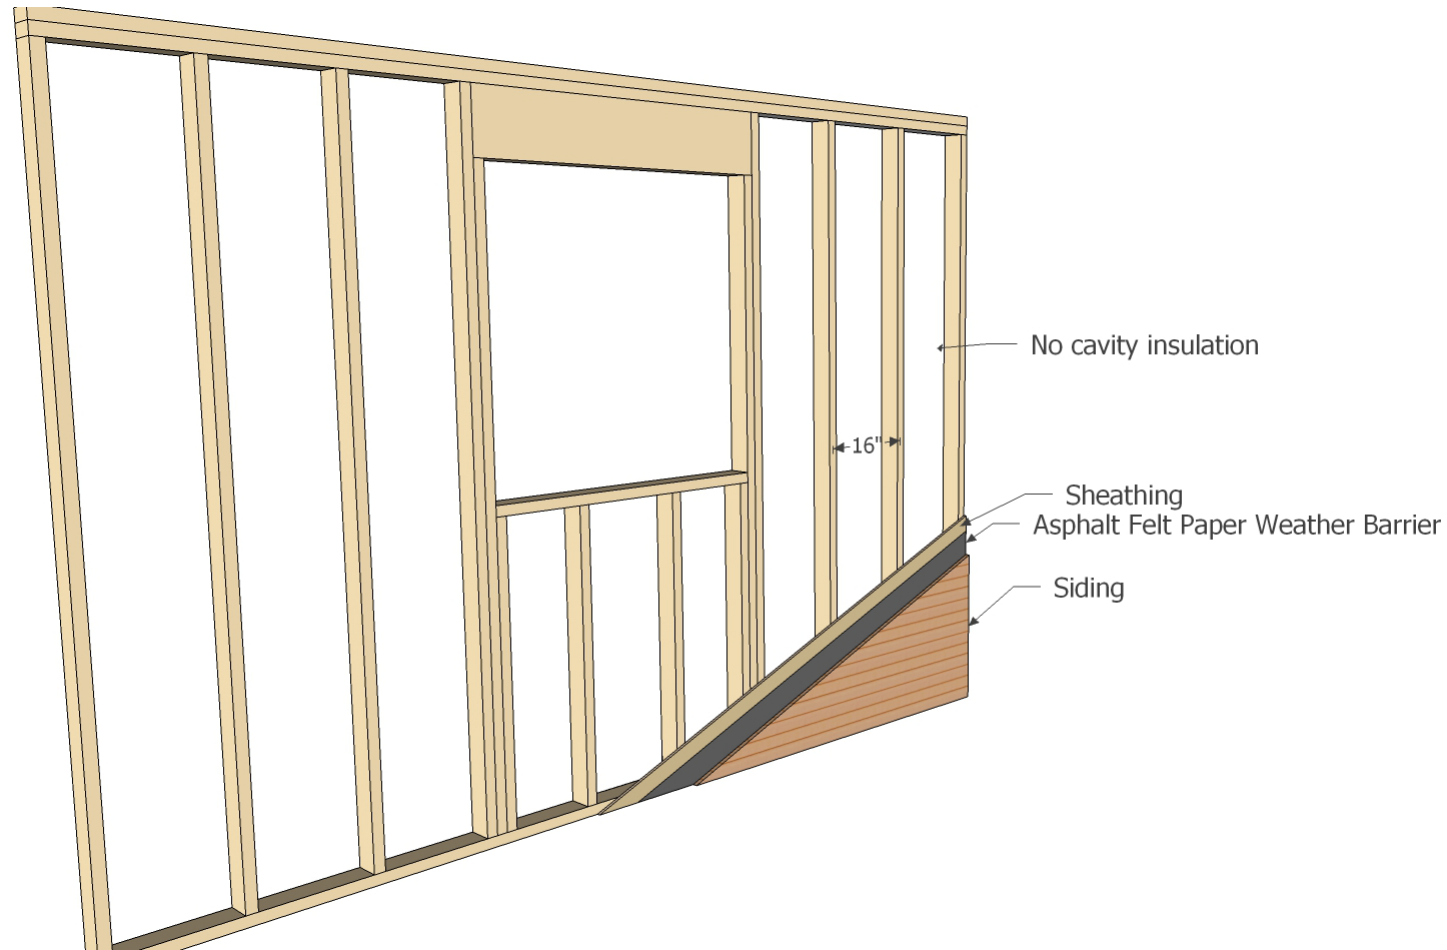 No cavity insulation
16"
Sheathing
Asphalt Felt Paper Weather Barrier
Siding